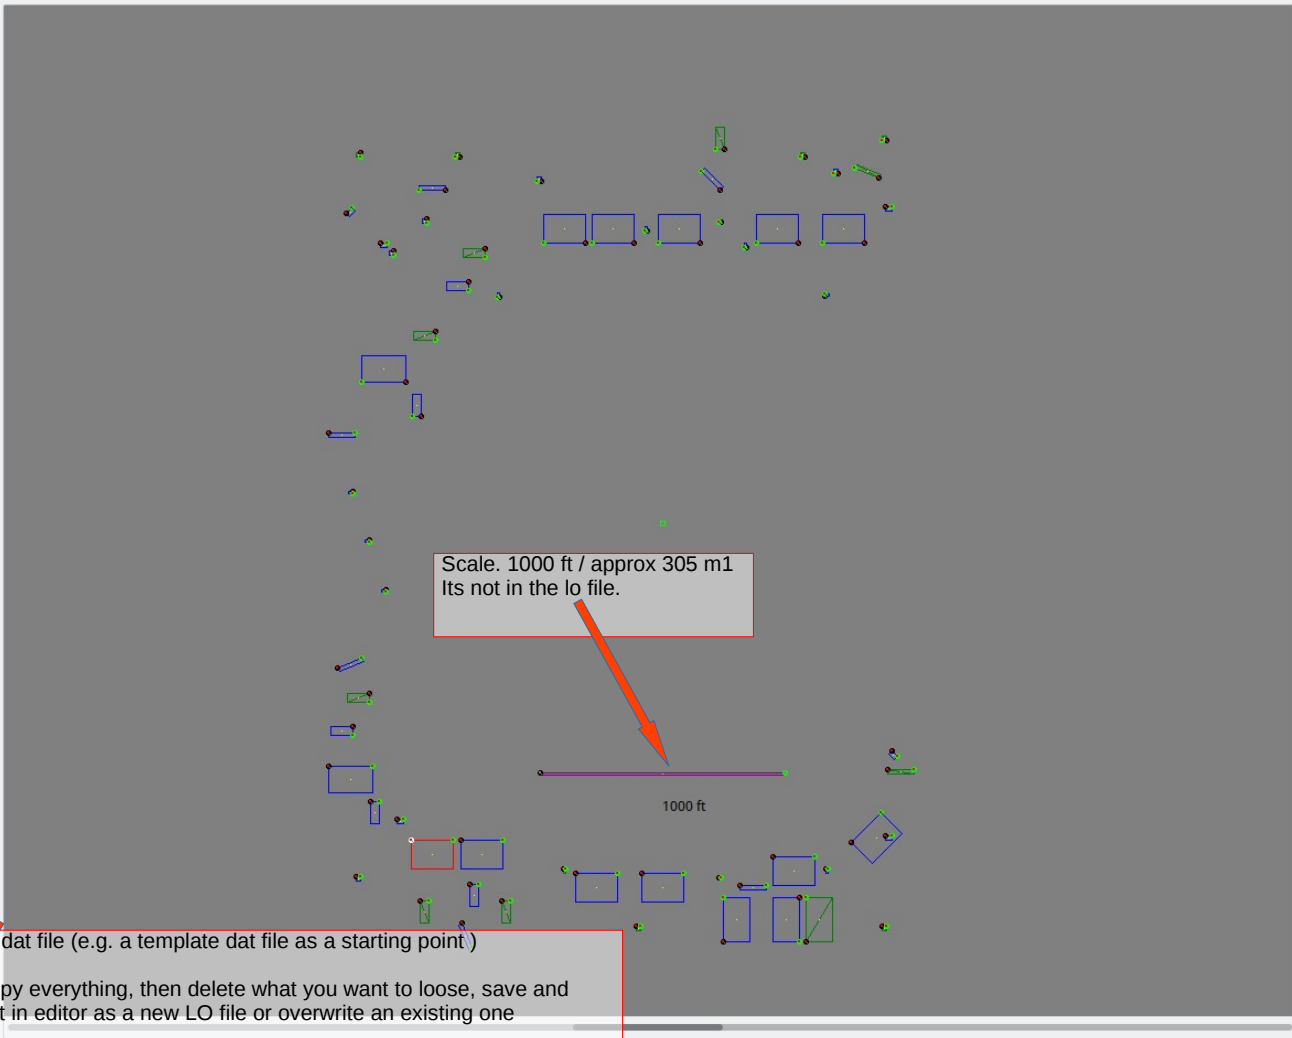 Scale. 1000 ft / approx 305 m1
Its not in the lo file.
1000 ft
dat file (e.g. a template dat file as a starting point )
py everything, then delete what you want to loose, save and
t in editor as a new LO file or overwrite an existing one